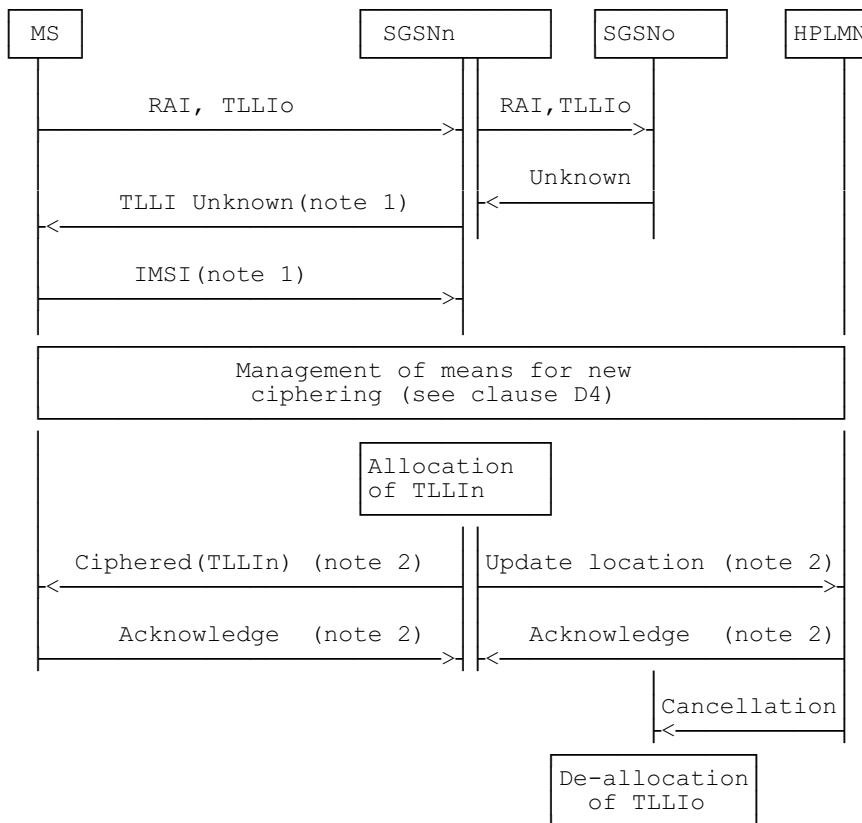 MS
SGSNn
SGSNo
HPLMN
RAI, TLLIo
RAI,TLLIo
Unknown
TLLI Unknown(note 1)
IMSI(note 1)
Management of means for new
ciphering (see clause D4)
Allocation
of TLLIn
Ciphered(TLLIn) (note 2)
Update location (note 2)
Acknowledge (note 2)
Acknowledge (note 2)
Cancellation
De-allocation
of TLLIo